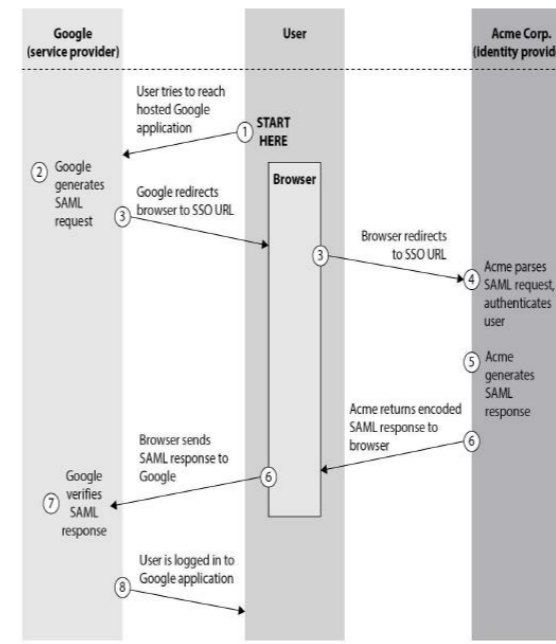 Google
(service provider)
User
Acme Corp.
(identity provid
User tries to reach
hosted Google
application
1
START
HERE
2
Google
generates
SAML
request
3
Google redirects
browser to SSO URL
Browser
3
Browser redirects
to SSO URL
4
Acme parses
SAML request,
authenticates
user
5
Acme
generates
SAML
response
6
Acme returns encoded
SAML response to
browser
6
Browser sends
SAML response to
Google
7
Google
verifies
SAML
response
8
User is logged in to
Google application